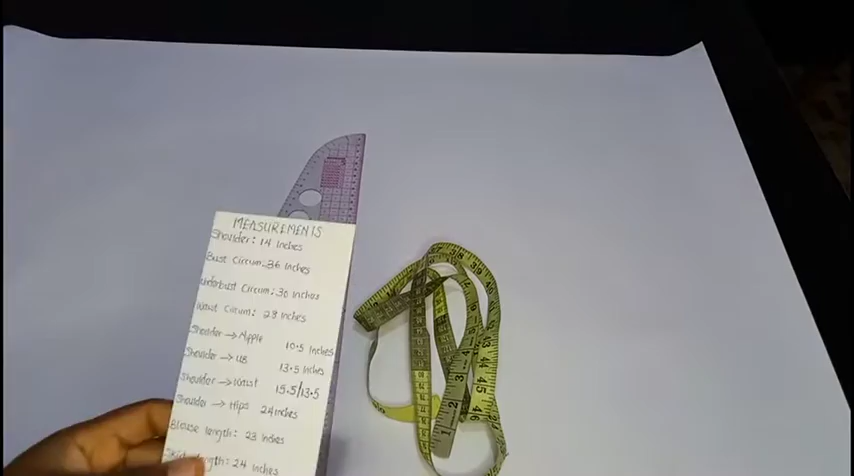 MEASUREMENTS
Shoulder: 14 inches
Bust Circum: 36 inches
Underbust Circum: 30 inches
Waist Circum: 28 inches
Shoulder → Nipple 10.5 inches
Shoulder → UB 13.5 inches
Shoulder → Waist 15.5/13.5
Shoulder → Hips 24 inches
Blouse length: 23 inches
length: 24 inches